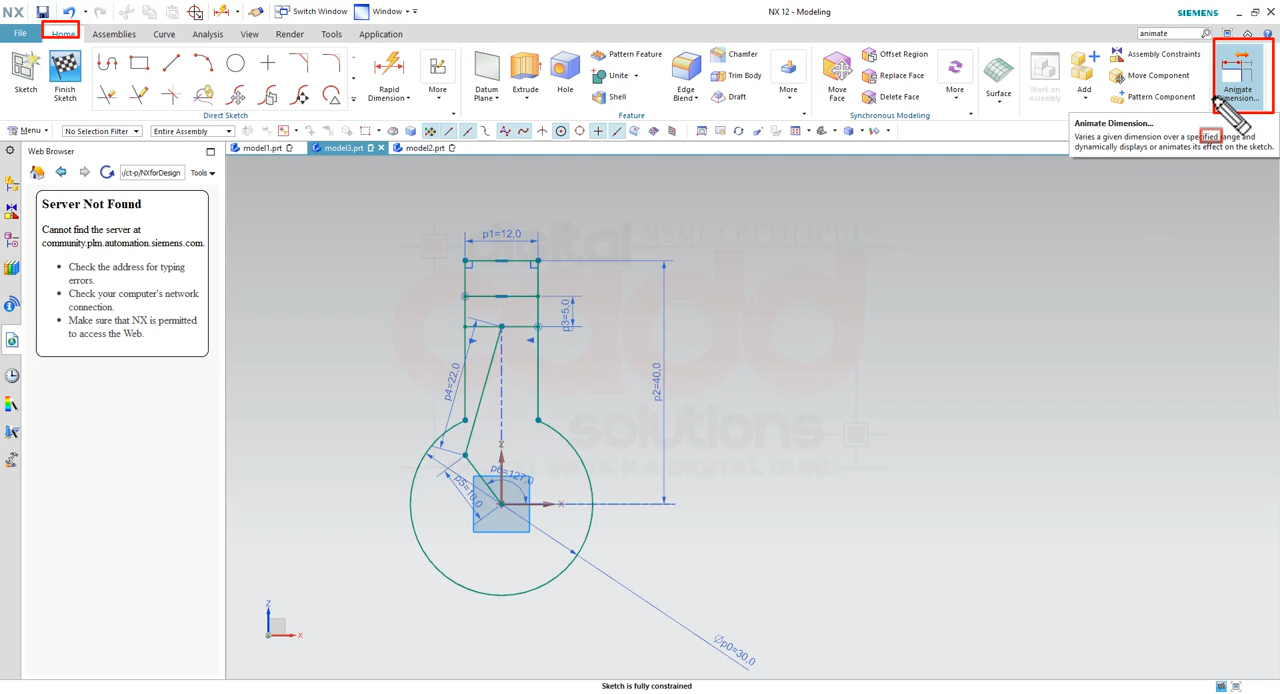 NX
Switch Window
Window
NX 12 - Modeling
SIEMENS
File
Home
Assemblies
Curve
Analysis
View
Render
Tools
Application
animate
Sketch
Finish
Sketch
Rapid
Dimension
More
Direct Sketch
Datum
Plane
Extrude
Hole
Pattern Feature
Unite
Shell
Edge
Blend
Chamfer
Trim Body
Draft
More
Feature
Move
Face
Offset Region
Replace Face
Delete Face
More
Synchronous Modeling
Surface
Work on
Assembly
Add
Assembly Constraints
Move Component
Pattern Component
Animate
Dimension...
Menu
No Selection Filter
Entire Assembly
Animate Dimension...
Varies a given dimension over a specified range and
dynamically displays or animates its effect on the sketch.
Web Browser
model1.prt
model3.prt
model2.prt
/ct-p/NXforDesign
Tools
Server Not Found
Cannot find the server at
community.plm.automation.siemens.com.
Check the address for typing
errors.
Check your computer's network
connection.
Make sure that NX is permitted
to access the Web.
p1=12,0
p3=5,0
p4=22,0
p2=40,0
p6=127,0
p5=10,0
Øp0=30,0
Z
X
Z
X
digital
cadd
solutions
Sketch is fully constrained